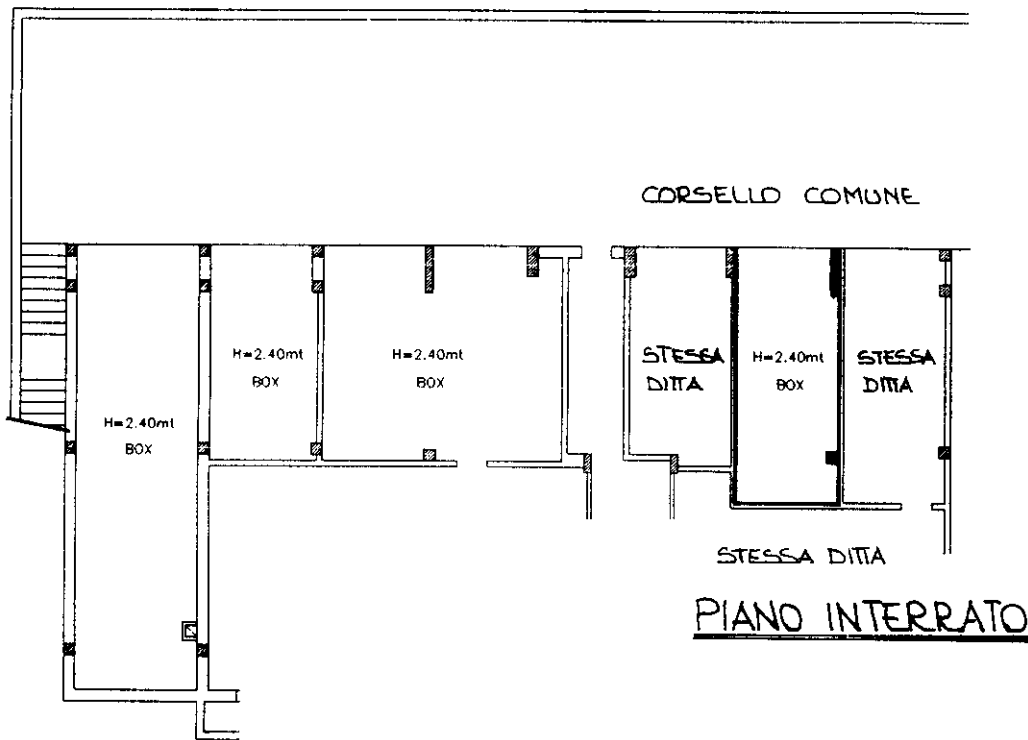 CORSELLO COMUNE
H=2.40mt
BOX
H=2.40mt
BOX
H=2.40mt
BOX
STESSA
DITTA
H=2.40mt
BOX
STESSA
DITTA
STESSA DITTA
PIANO INTERRATO